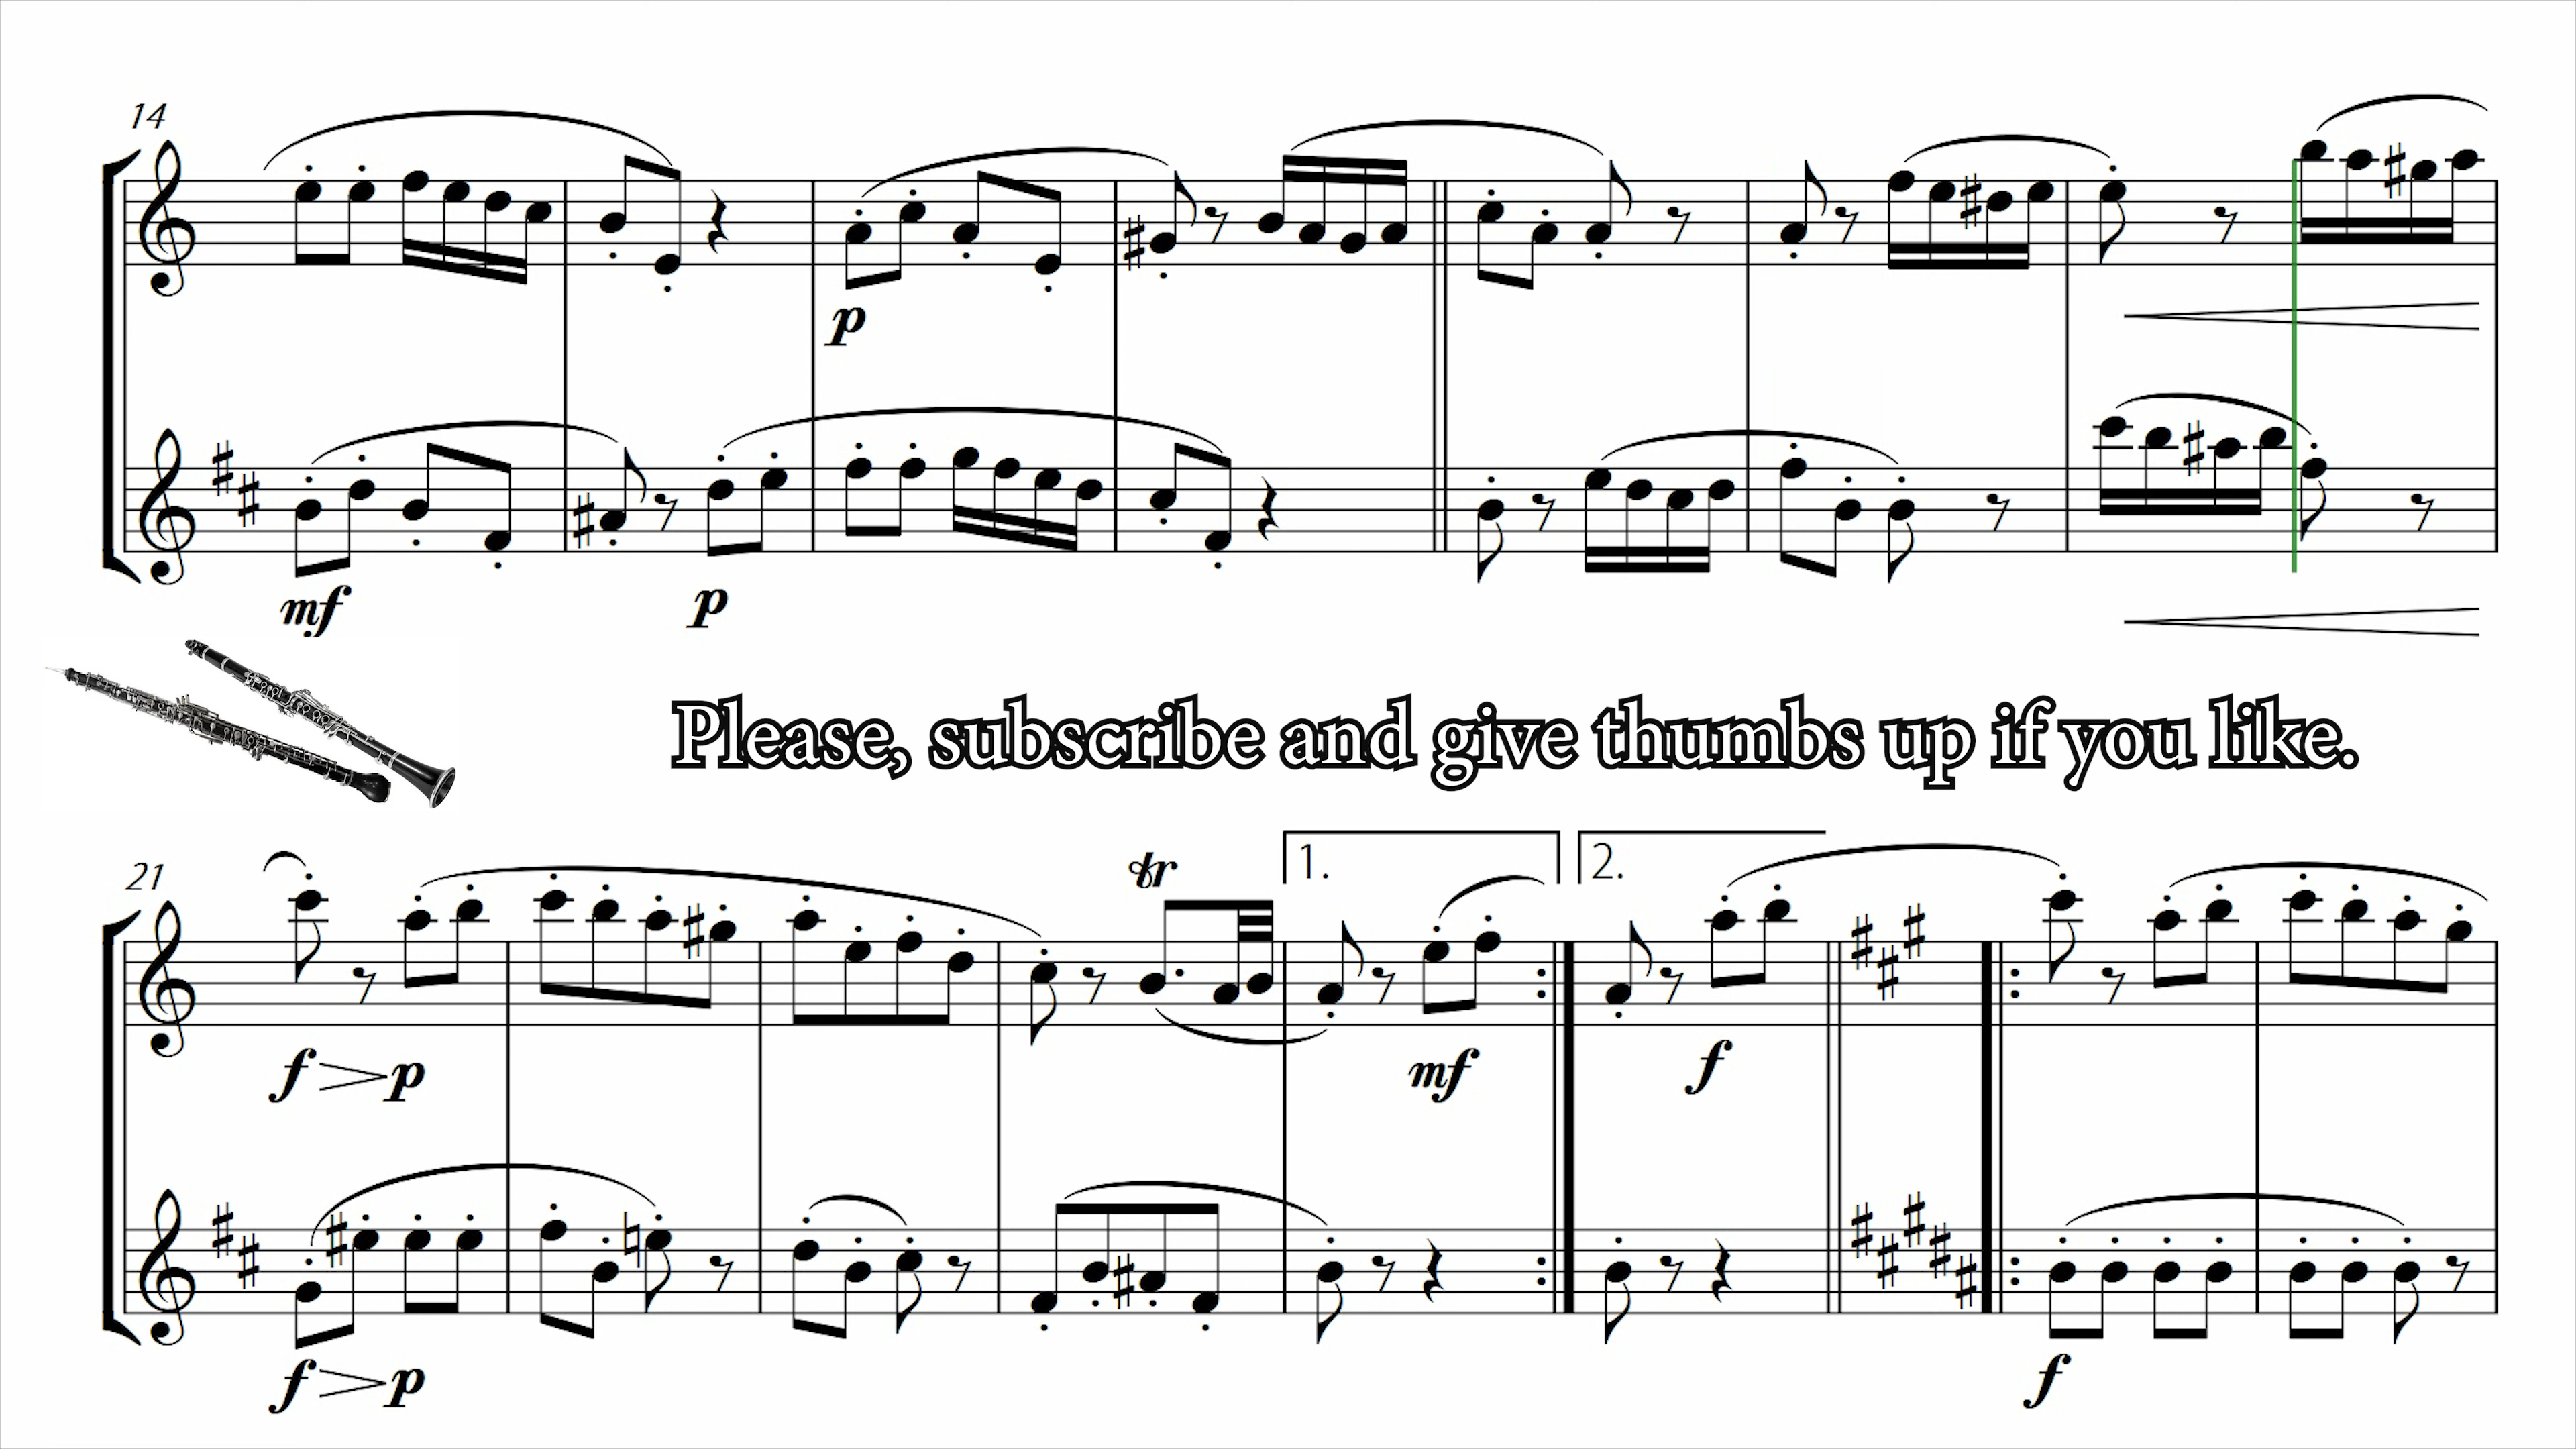 14
p
mf
p
Please, subscribe and give thumbs up if you like.
21
tr
1.
2.
f p
mf
f
f p
f